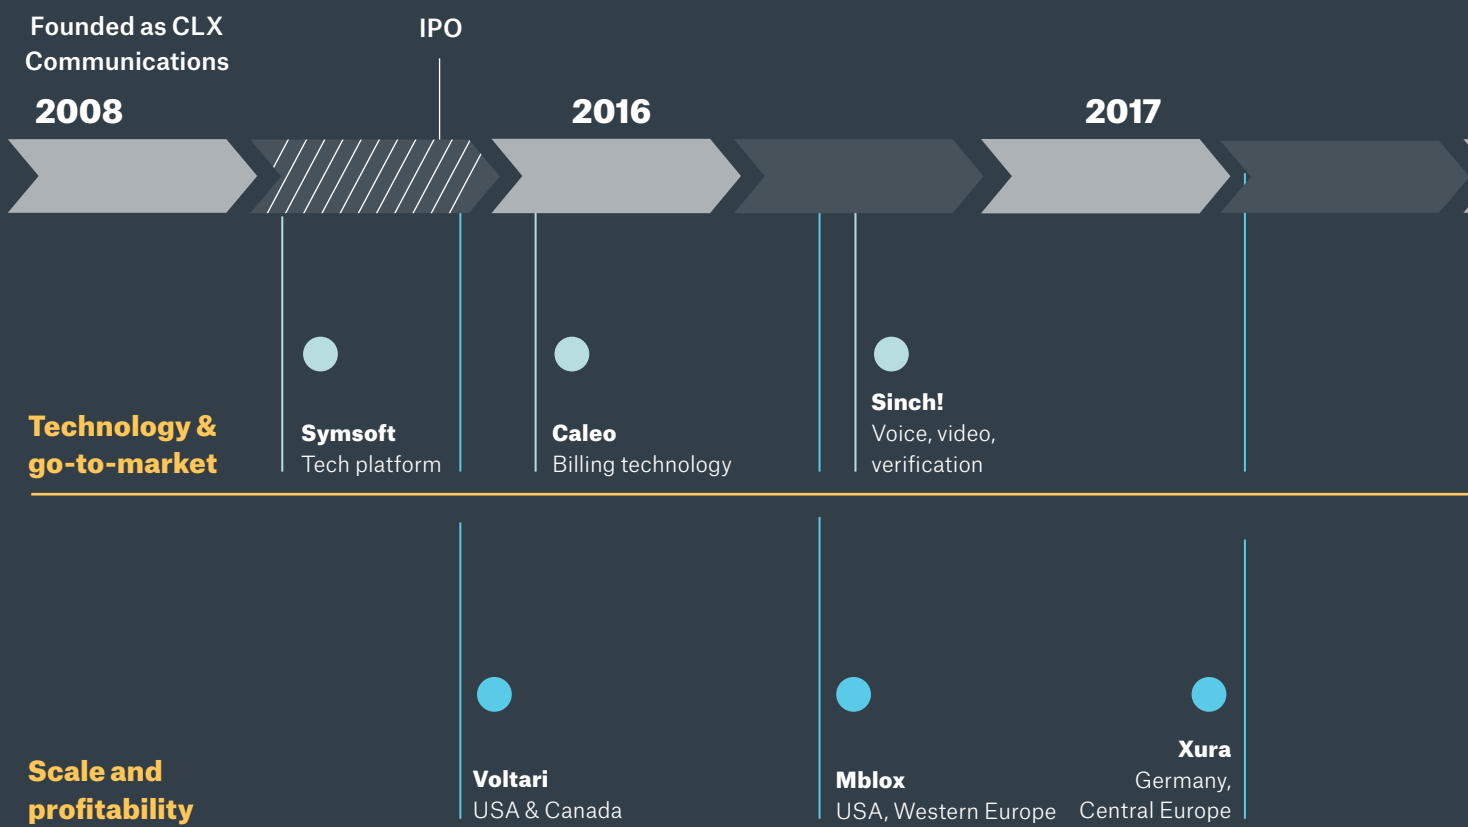 Founded as CLX
Communications
IPO
2008
2016
2017
Technology &
go-to-market
Symsoft
Tech platform
Caleo
Billing technology
Sinch!
Voice, video,
verification
Scale and
profitability
Voltari
USA & Canada
Mblox
USA, Western Europe
Xura
Germany,
Central Europe